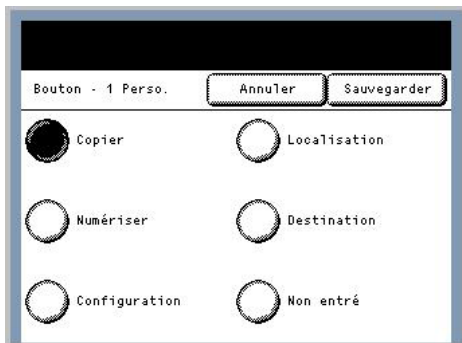 Bouton - 1 Perso. Annuler Sauvegarder
Copier Localisation
Numériser Destination
Configuration Non entré